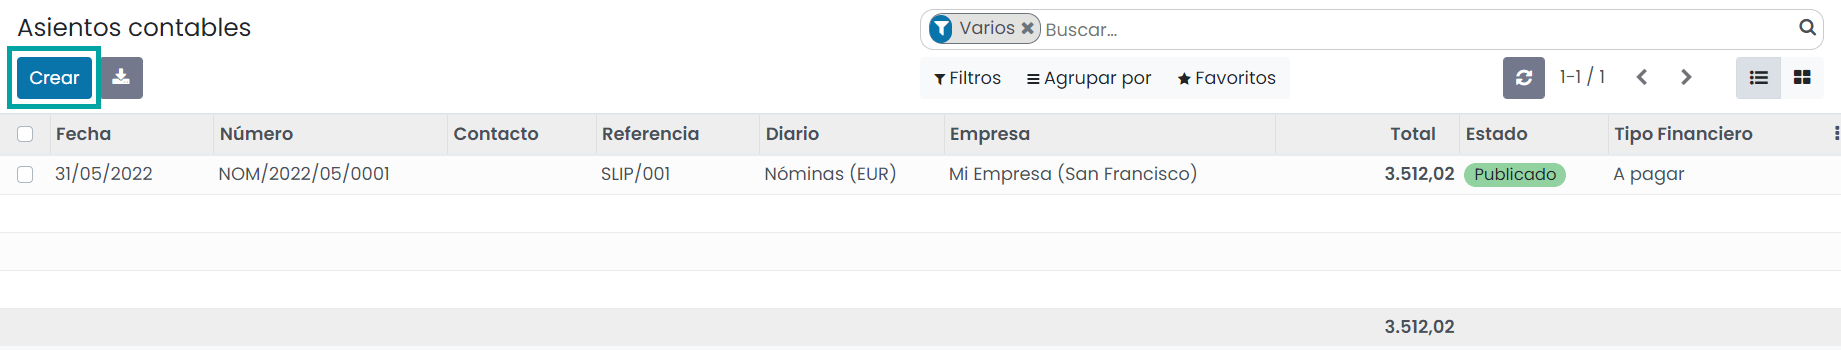 Asientos contables
Varios Buscar...
Crear
Filtros Agrupar por Favoritos 1-1 / 1
Fecha Número Contacto Referencia Diario Empresa Total Estado Tipo Financiero
31/05/2022 NOM/2022/05/0001 SLIP/001 Nóminas (EUR) Mi Empresa (San Francisco) 3.512,02 Publicado A pagar
3.512,02